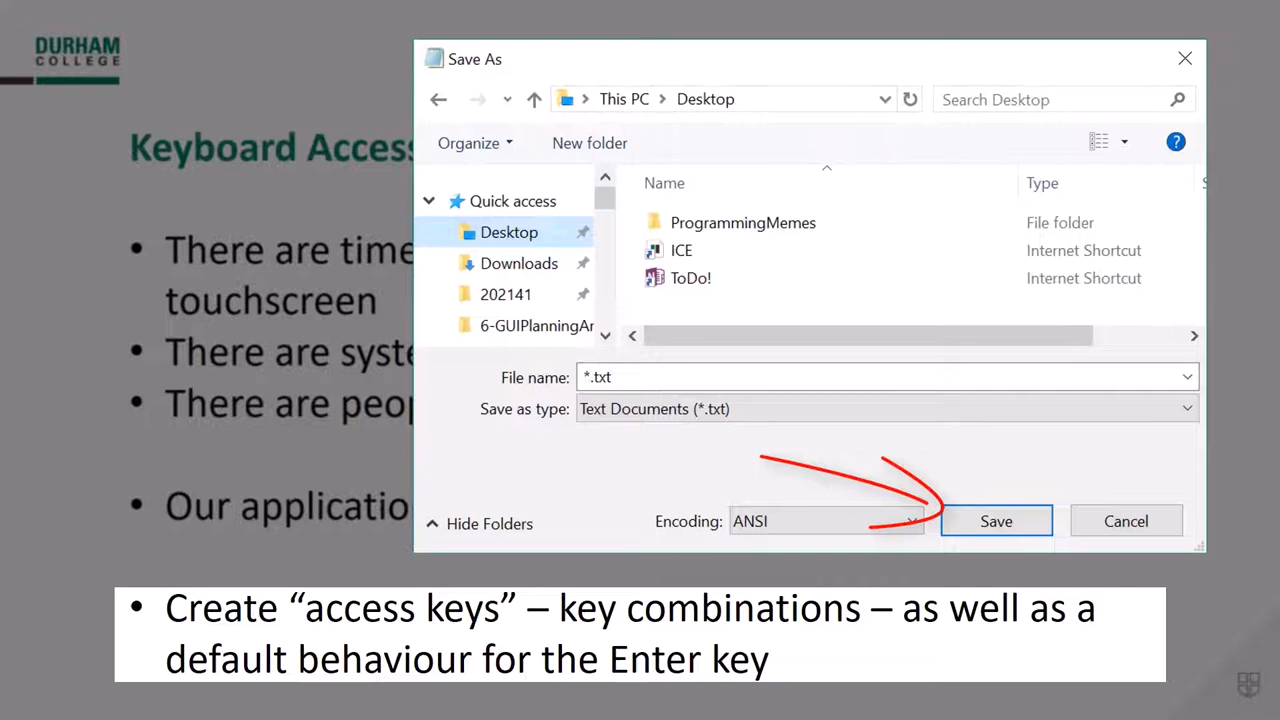 DURHAM
COLLEGE
Keyboard Access
• There are time
touchscreen
• There are syste
• There are peop
• Our applicatio
Save As
This PC > Desktop
Search Desktop
Organize
New folder
?
Name
Type
Quick access
Desktop
Downloads
202141
6-GUIPlanningAr
ProgrammingMemes
File folder
ICE
Internet Shortcut
ToDo!
Internet Shortcut
File name: *.txt
Save as type: Text Documents (*.txt)
Hide Folders
Encoding: ANSI
Save
Cancel
• Create “access keys” – key combinations – as well as a
default behaviour for the Enter key